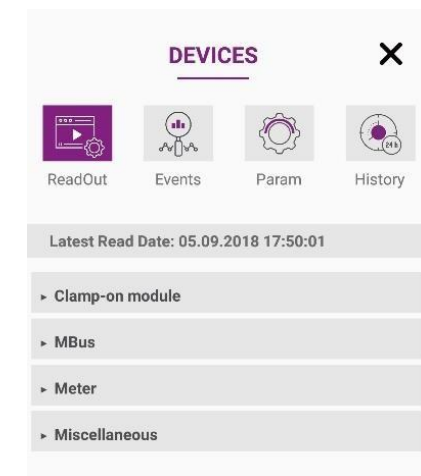 DEVICES
ReadOut Events Param History
24 h
Latest Read Date: 05.09.2018 17:50:01
▸ Clamp-on module
▸ MBus
▸ Meter
▸ Miscellaneous